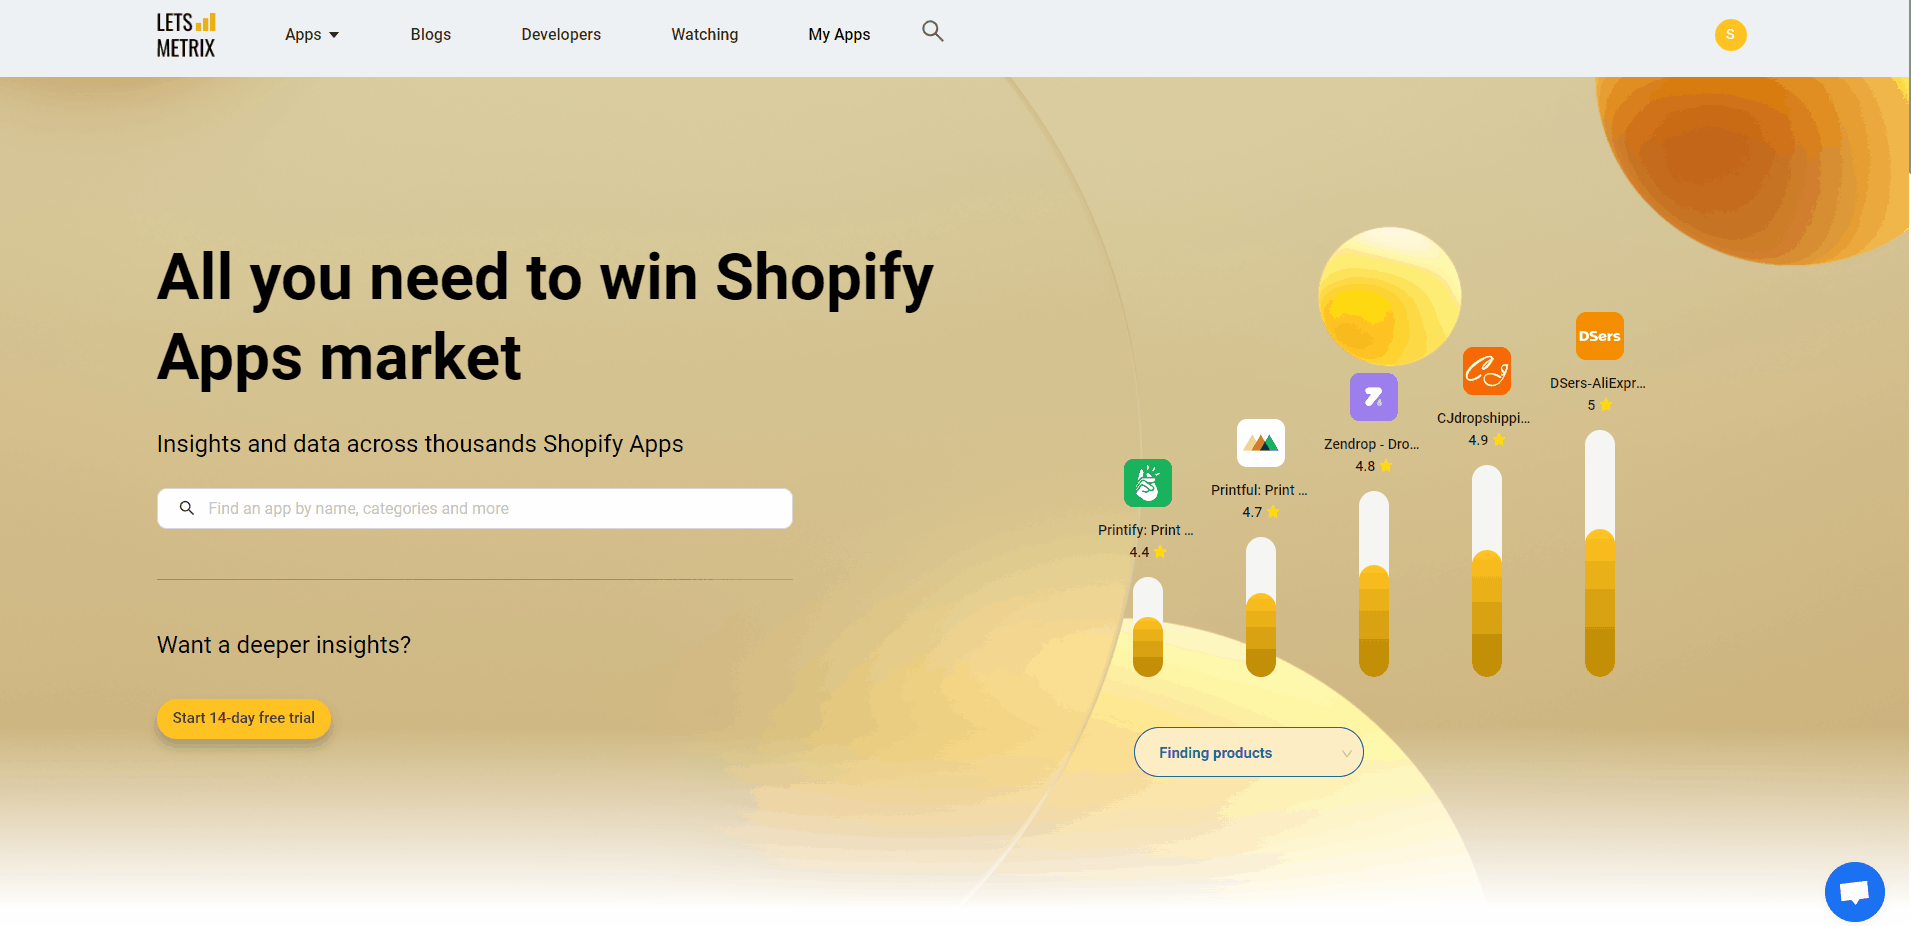 LETS
METRIX
Apps
Blogs
Developers
Watching
My Apps
S
All you need to win Shopify
Apps market
Insights and data across thousands Shopify Apps
Find an app by name, categories and more
Want a deeper insights?
Start 14-day free trial
Printify: Print ...
4.4
Printful: Print ...
4.7
Zendrop - Dro...
4.8
CJ
CJdropshippi...
4.9
DSers
DSers-AliExpr...
5
Finding products